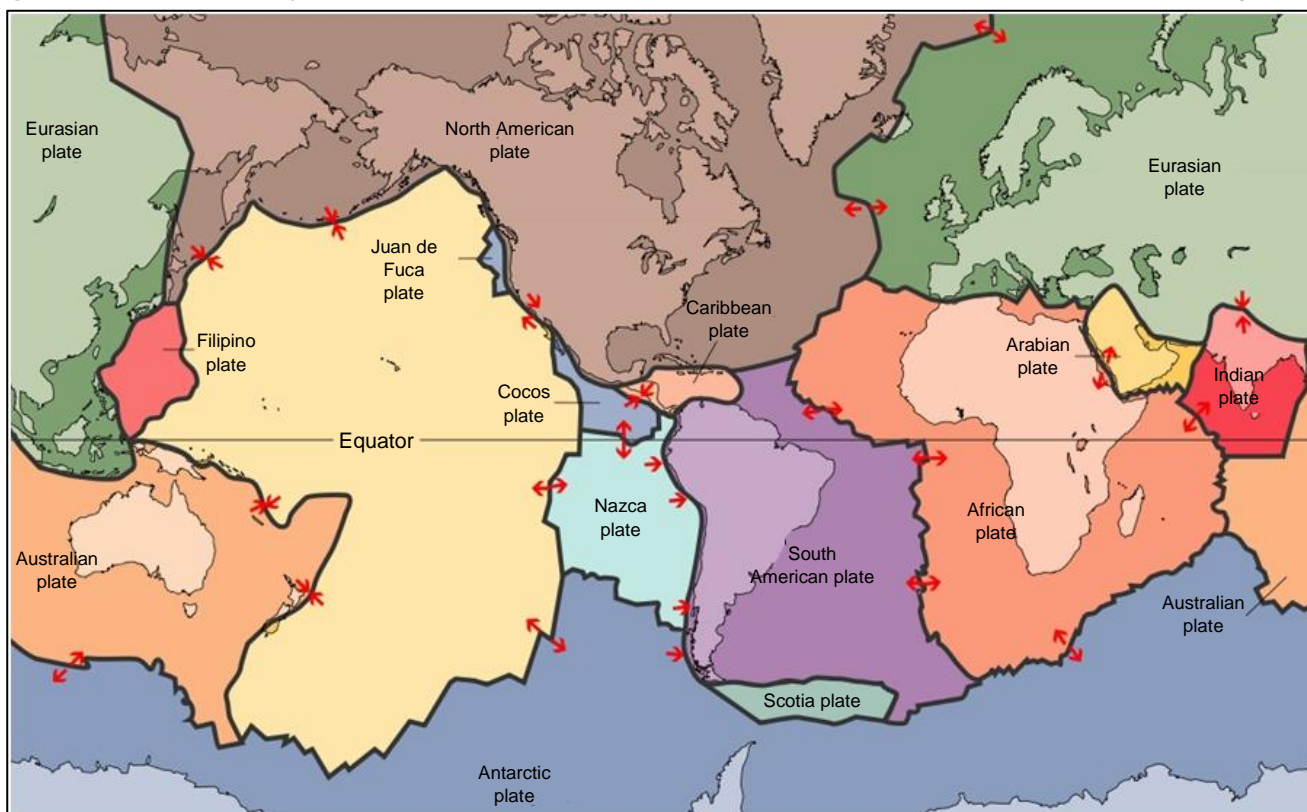 Eurasian
plate
North American
plate
Eurasian
plate
Juan de
Fuca
plate
Caribbean
plate
Filipino
plate
Arabian
plate
Indian
plate
Cocos
plate
Equator
Nazca
plate
African
plate
Australian
plate
South
American plate
Australian
plate
Scotia plate
Antarctic
plate